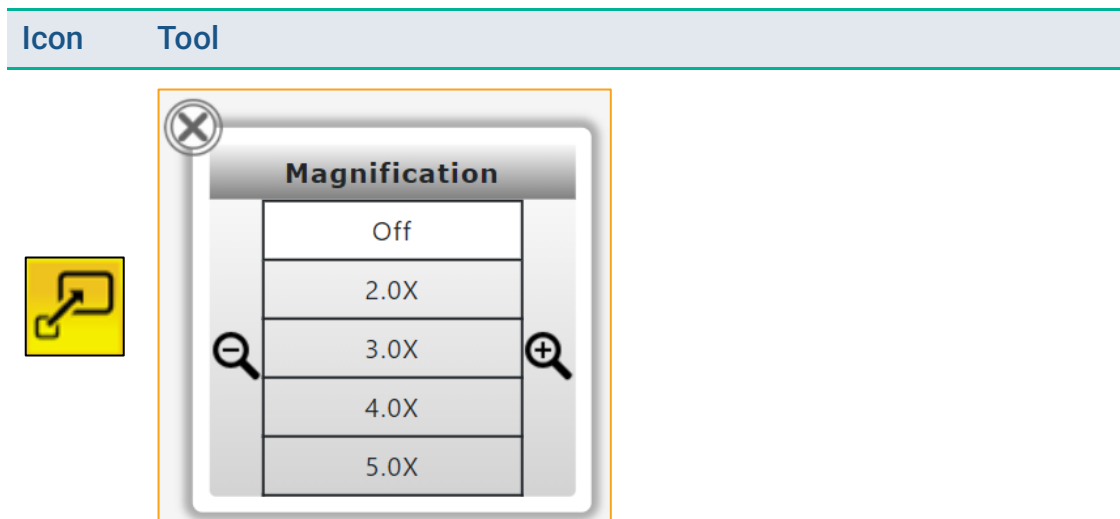 Icon Tool
Magnification
Off
2.0X
3.0X
4.0X
5.0X